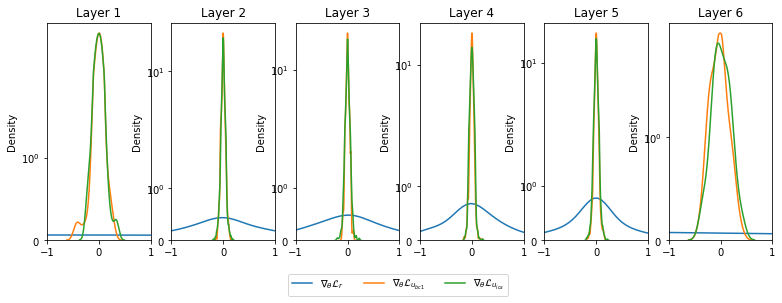 Layer 1 Layer 2 Layer 3 Layer 4 Layer 5 Layer 6
Density Density Density Density Density Density
10¹ 10¹ 10¹ 10¹
10⁰ 10⁰ 10⁰ 10⁰ 10⁰ 10⁰
0 0 0 0 0 0
−1 0 1 −1 0 1 −1 0 1 −1 0 1 −1 0 1 −1 0 1
∇θℒr ∇θℒu_bc1 ∇θℒu_ics